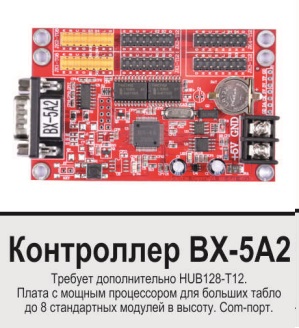 BX-5A2
+5V GND
Контроллер BX-5A2
Требует дополнительно HUB128-T12.
Плата с мощным процессором для больших табло
до 8 стандартных модулей в высоту. Com-порт.